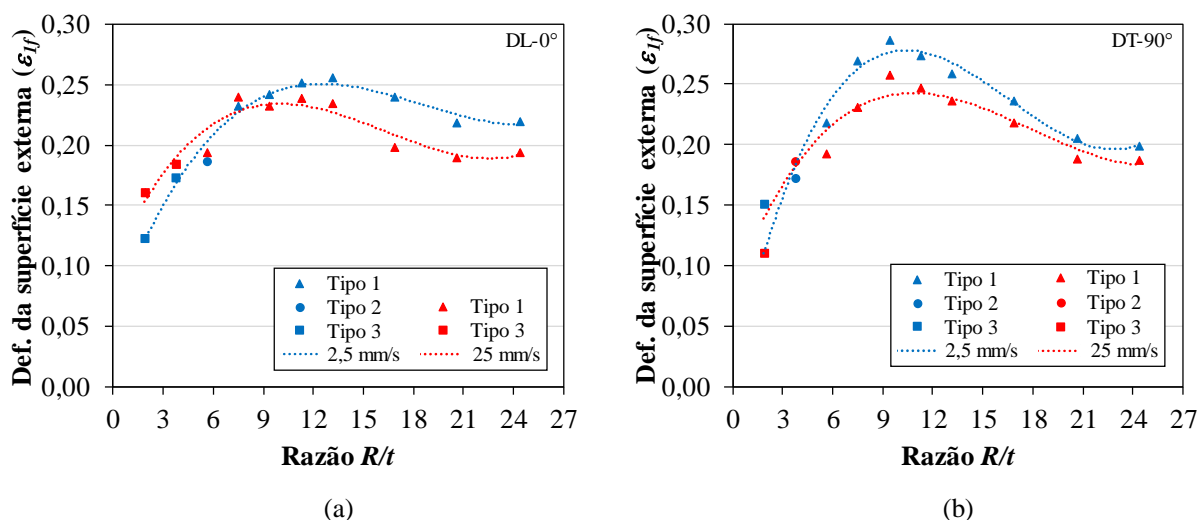 Def. da superfície externa (ε1f)
0,30
0,25
0,20
0,15
0,10
0,05
0,00
DL-0°
Tipo 1
Tipo 2
Tipo 1
Tipo 3
Tipo 3
2,5 mm/s
25 mm/s
0 3 6 9 12 15 18 21 24 27
Razão R/t
(a)
Def. da superfície externa (ε1f)
0,30
0,25
0,20
0,15
0,10
0,05
0,00
DT-90°
Tipo 1
Tipo 1
Tipo 2
Tipo 2
Tipo 3
Tipo 3
2,5 mm/s
25 mm/s
0 3 6 9 12 15 18 21 24 27
Razão R/t
(b)